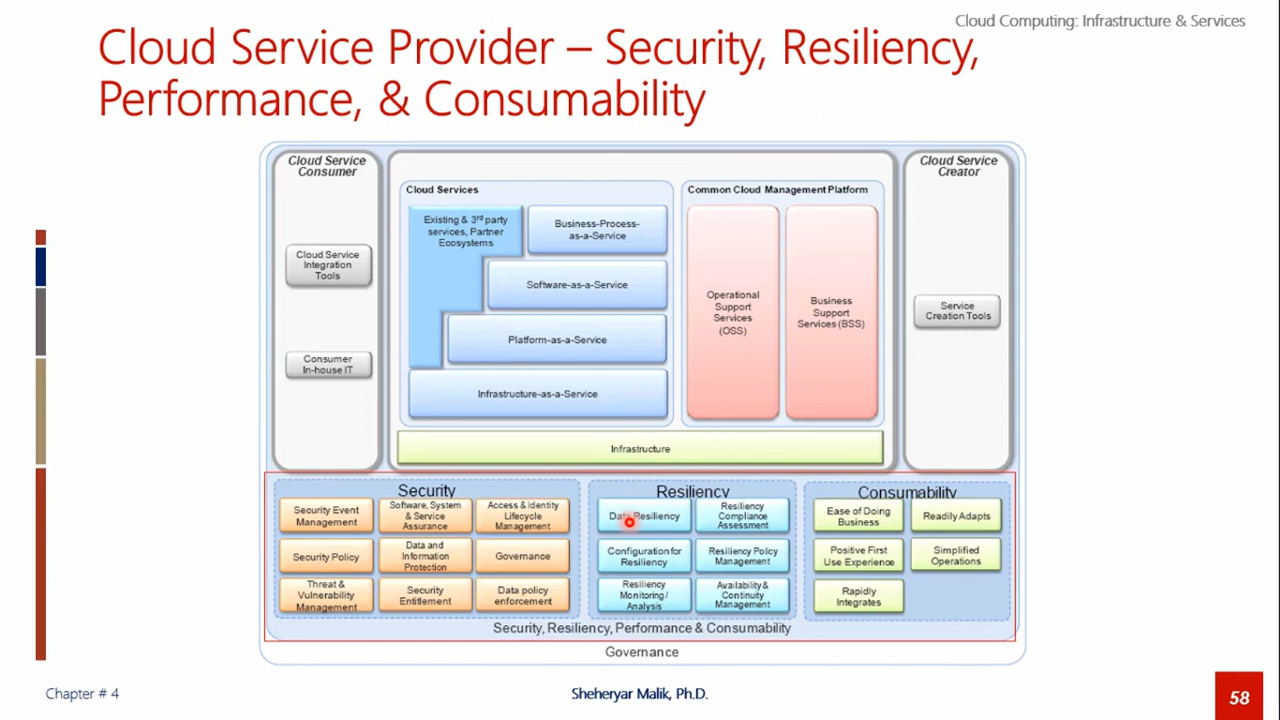 Cloud Computing: Infrastructure & Services
Cloud Service Provider – Security, Resiliency,
Performance, & Consumability
Cloud Service
Consumer
Cloud Service
Integration
Tools
Consumer
In-house IT
Cloud Services
Existing & 3rd party
services, Partner
Ecosystems
Business-Process-
as-a-Service
Software-as-a-Service
Platform-as-a-Service
Infrastructure-as-a-Service
Common Cloud Management Platform
Operational
Support
Services
(OSS)
Business
Support
Services (BSS)
Infrastructure
Cloud Service
Creator
Service
Creation Tools
Security
Security Event
Management
Software, System
& Service
Assurance
Access & Identity
Lifecycle
Management
Security Policy
Data and
Information
Protection
Governance
Threat &
Vulnerability
Management
Security
Entitlement
Data policy
enforcement
Resiliency
Data Resiliency
Resiliency
Compliance
Assessment
Configuration for
Resiliency
Resiliency Policy
Management
Resiliency
Monitoring /
Analysis
Availability &
Continuity
Management
Consumability
Ease of Doing
Business
Readily Adapts
Positive First
Use Experience
Simplified
Operations
Rapidly
Integrates
Security, Resiliency, Performance & Consumability
Governance
Chapter # 4
Sheheryar Malik, Ph.D.
58